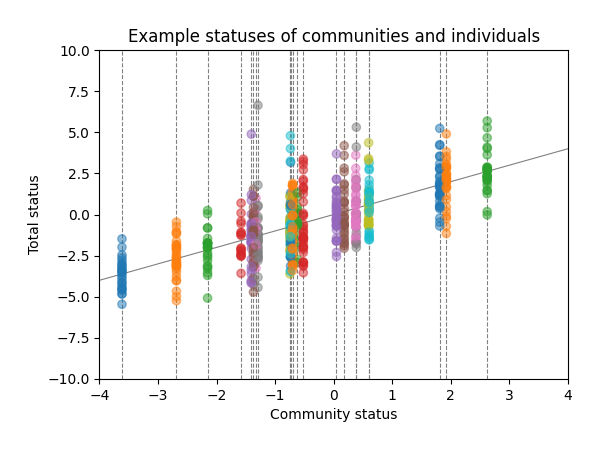 Example statuses of communities and individuals
10.0
7.5
5.0
2.5
0.0
−2.5
−5.0
−7.5
−10.0
Total status
−4 −3 −2 −1 0 1 2 3 4
Community status